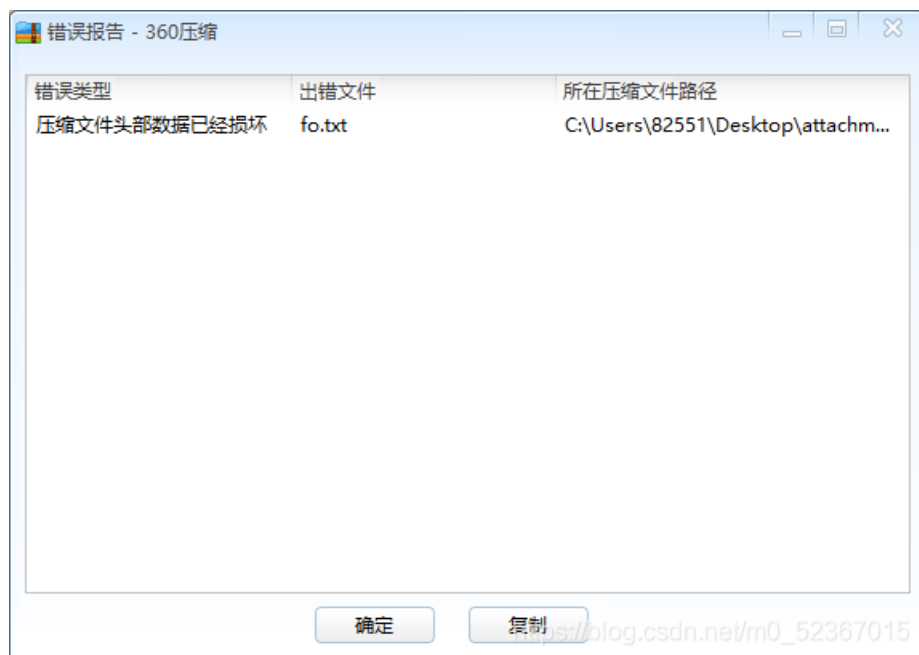 错误报告 - 360压缩
错误类型 出错文件 所在压缩文件路径
压缩文件头部数据已经损坏 fo.txt C:\Users\82551\Desktop\attachm...
确定 复制
https://blog.csdn.net/m0_52367015